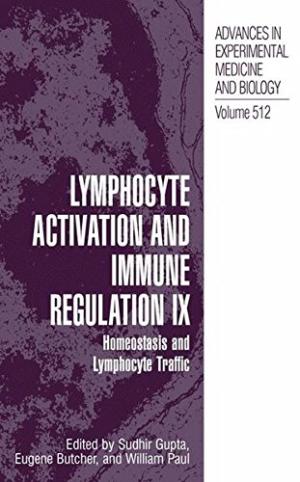 ADVANCES IN
EXPERIMENTAL
MEDICINE
AND BIOLOGY
Volume 512
LYMPHOCYTE
ACTIVATION AND
IMMUNE
REGULATION IX
Homeostasis and
Lymphocyte Traffic
Edited by Sudhir Gupta,
Eugene Butcher, and William Paul